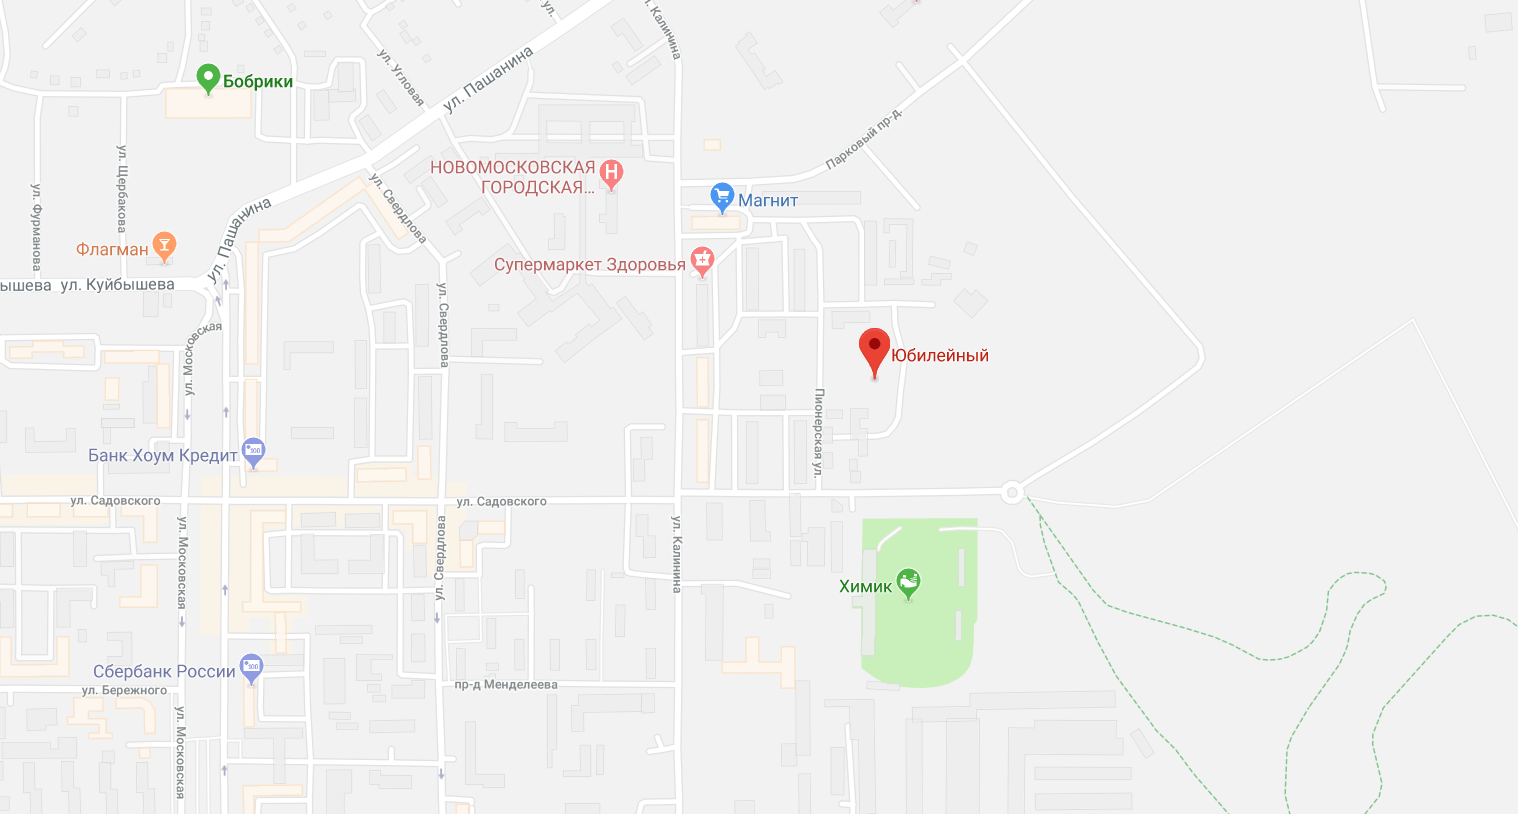 ул. Калинина
ул.
ул. Угловая
ул. Пашанина
Бобрики
Парковый пр-д.
ул. Щербакова
ул. Фурманова
НОВОМОСКОВСКАЯ
ГОРОДСКАЯ...
ул. Свердлова
Магнит
ул. Пашанина
Флагман
Супермаркет Здоровья
ышева
ул. Куйбышева
ул. Свердлова
ул. Московская
Юбилейный
Пионерская ул.
Банк Хоум Кредит
ул. Садовского
ул. Садовского
ул. Московская
ул. Свердлова
ул. Калинина
Химик
Сбербанк России
ул. Бережного
пр-д Менделеева
ул. Московская